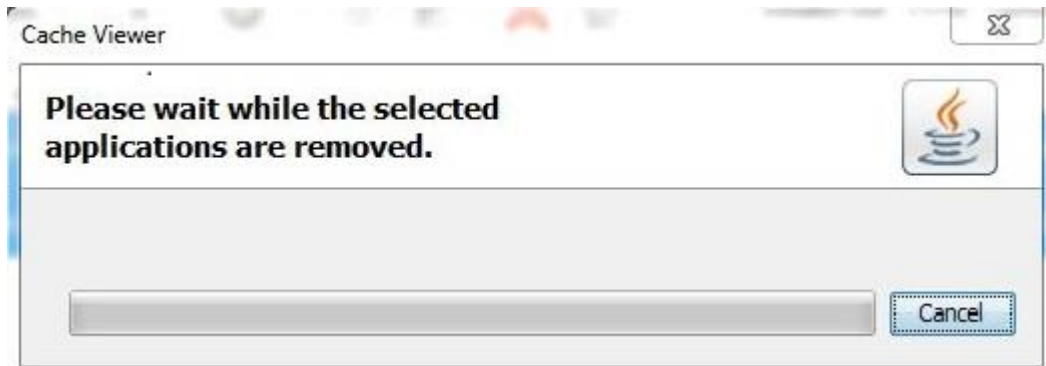 Cache Viewer
Please wait while the selected
applications are removed.
Cancel